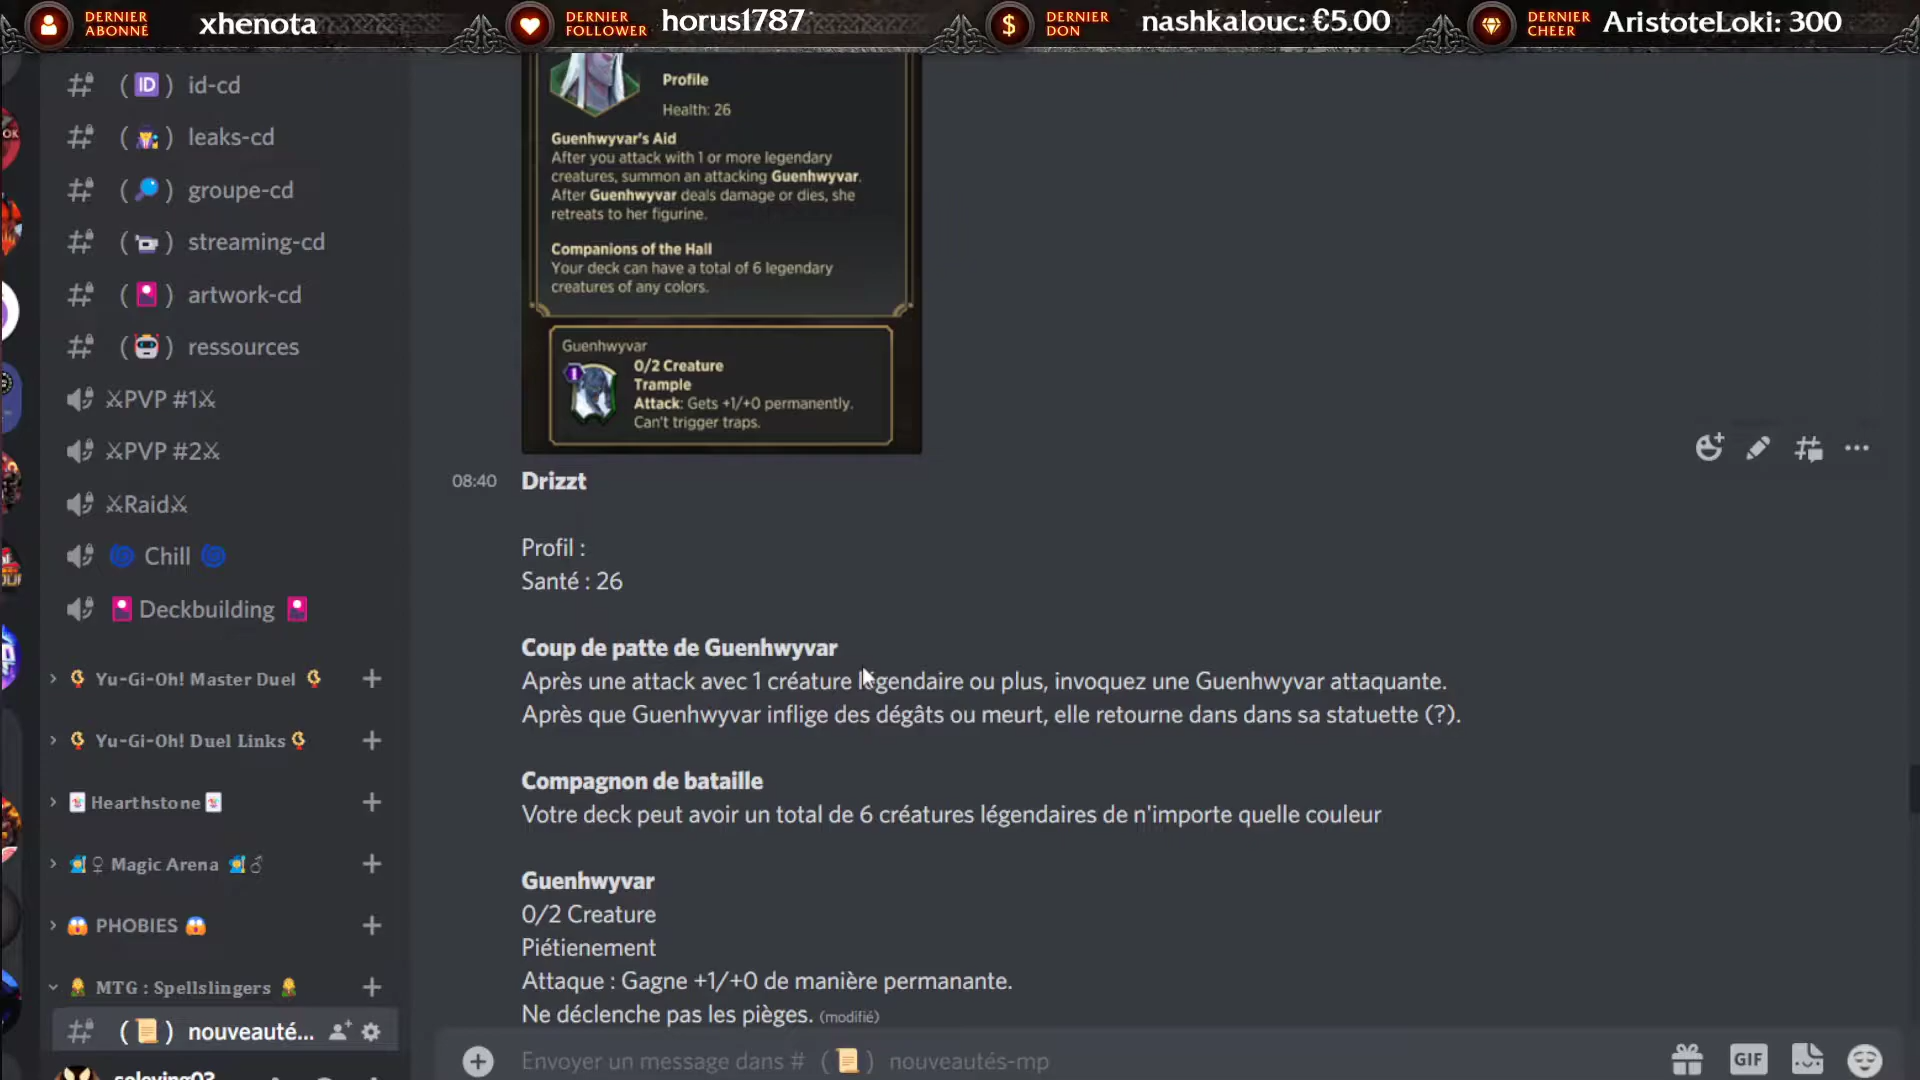 DERNIER ABONNÉ xhenota
DERNIER FOLLOWER horus1787
DERNIER DON nashkalouc: €5.00
DERNIER CHEER AristoteLoki: 300
( ID ) id-cd
leaks-cd
groupe-cd
streaming-cd
artwork-cd
ressources
PVP #1
PVP #2
Raid
Chill
Deckbuilding
Yu-Gi-Oh! Master Duel
Yu-Gi-Oh! Duel Links
Hearthstone
Magic Arena
PHOBIES
MTG : Spellslingers
nouveauté...
Profile
Health: 26
Guenhwyvar's Aid
After you attack with 1 or more legendary
creatures, summon an attacking Guenhwyvar.
After Guenhwyvar deals damage or dies, she
retreats to her figurine.
Companions of the Hall
Your deck can have a total of 6 legendary
creatures of any colors.
Guenhwyvar
1
0/2 Creature
Trample
Attack: Gets +1/+0 permanently.
Can't trigger traps.
08:40 Drizzt
Profil :
Santé : 26
Coup de patte de Guenhwyvar
Après une attack avec 1 créature légendaire ou plus, invoquez une Guenhwyvar attaquante.
Après que Guenhwyvar inflige des dégâts ou meurt, elle retourne dans dans sa statuette (?).
Compagnon de bataille
Votre deck peut avoir un total de 6 créatures légendaires de n'importe quelle couleur
Guenhwyvar
0/2 Creature
Piétienement
Attaque : Gagne +1/+0 de manière permanante.
Ne déclenche pas les pièges. (modifié)
Envoyer un message dans # ( ) nouveautés-mp
GIF